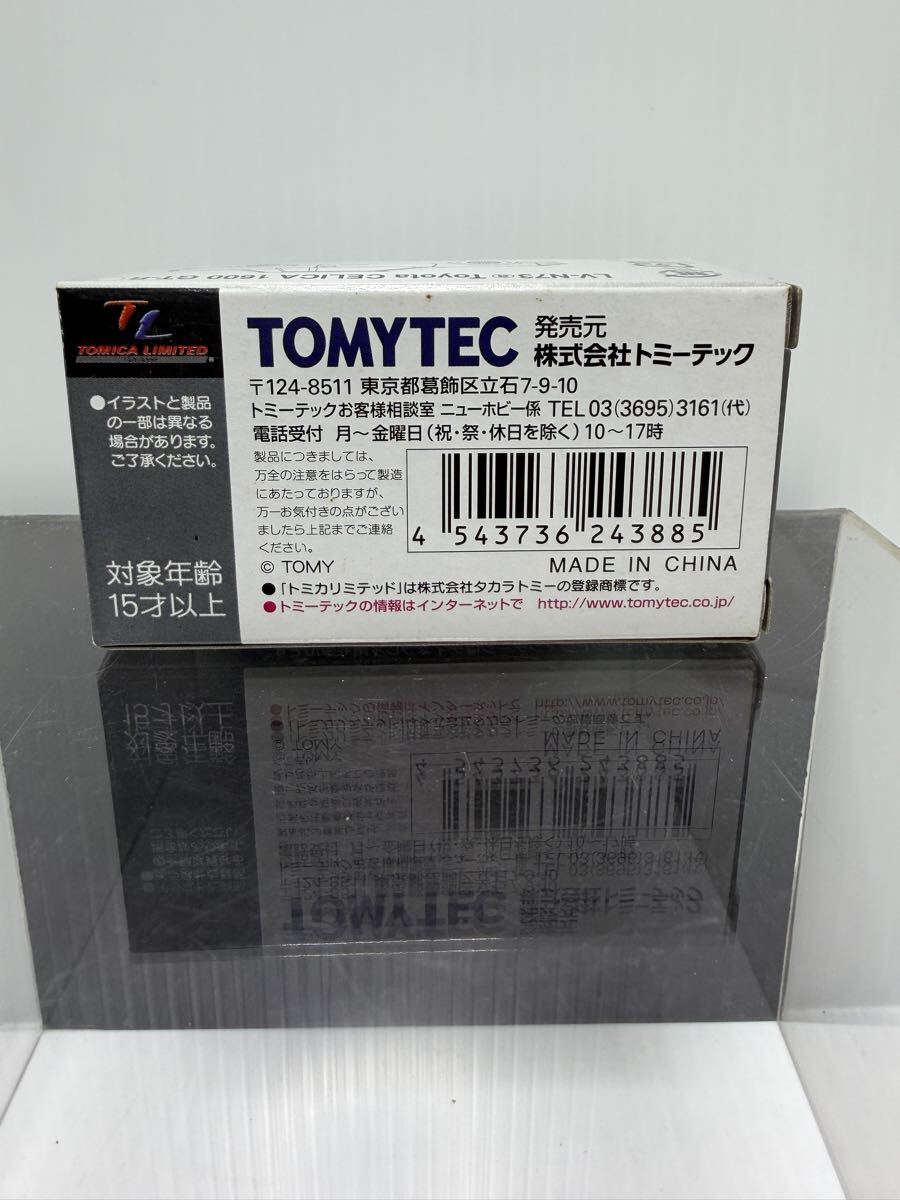 LV-N73ⓐ Toyota CELICA 1600 GT-R
TL
TOMICA LIMITED
●イラストと製品
の一部は異なる
場合があります。
ご了承ください。
対象年齢
15才以上
TOMYTEC 発売元
株式会社トミーテック
〒124-8511 東京都葛飾区立石7-9-10
トミーテックお客様相談室 ニューホビー係 TEL 03(3695)3161(代)
電話受付 月〜金曜日(祝・祭・休日を除く)10〜17時
製品につきましては、
万全の注意をはらって製造
にあたっておりますが、
万一お気付きの点がござい
ましたら上記までご連絡
ください。
4 543736 243885
© TOMY MADE IN CHINA
●「トミカリミテッド」は株式会社タカラトミーの登録商標です。
●トミーテックの情報はインターネットで http://www.tomytec.co.jp/